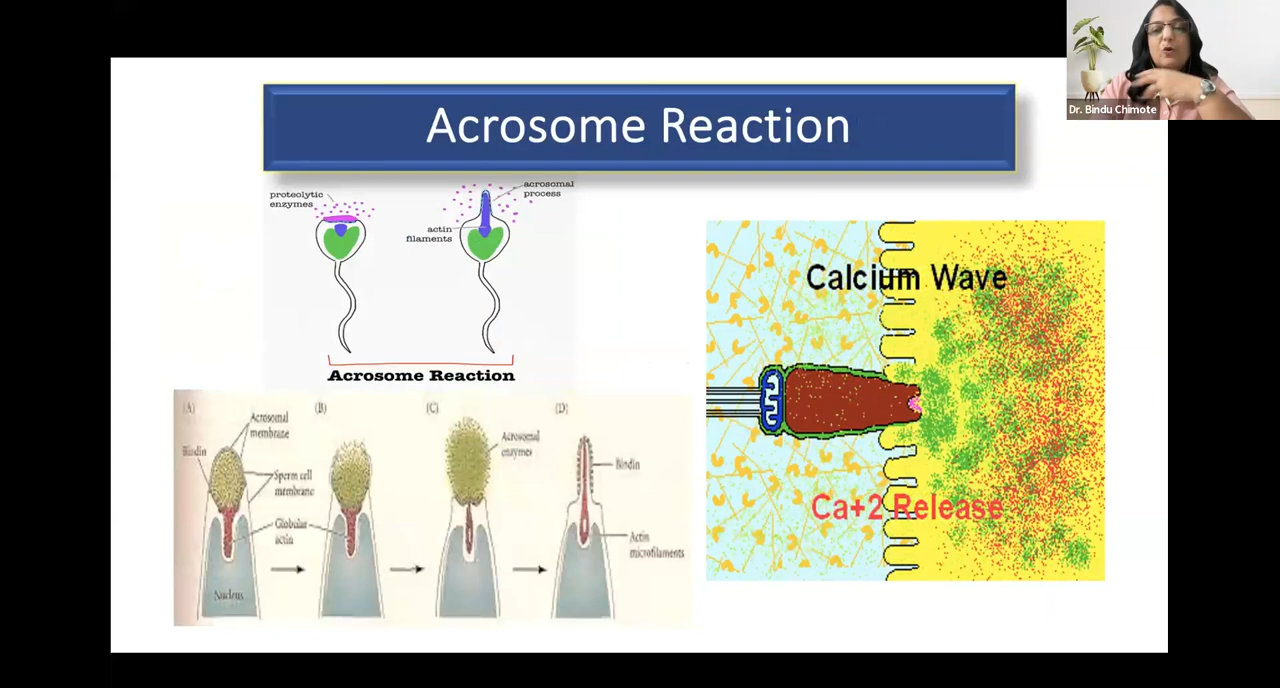 Dr. Bindu Chimote
Acrosome Reaction
proteolytic
enzymes
acrosomal
process
actin
filaments
Acrosome Reaction
Calcium Wave
Ca+2 Release
(A)
(B)
(C)
(D)
Acrosomal
membrane
Bindin
Sperm cell
membrane
Globular
actin
Nucleus
Acrosomal
enzymes
Bindin
Actin
microfilaments